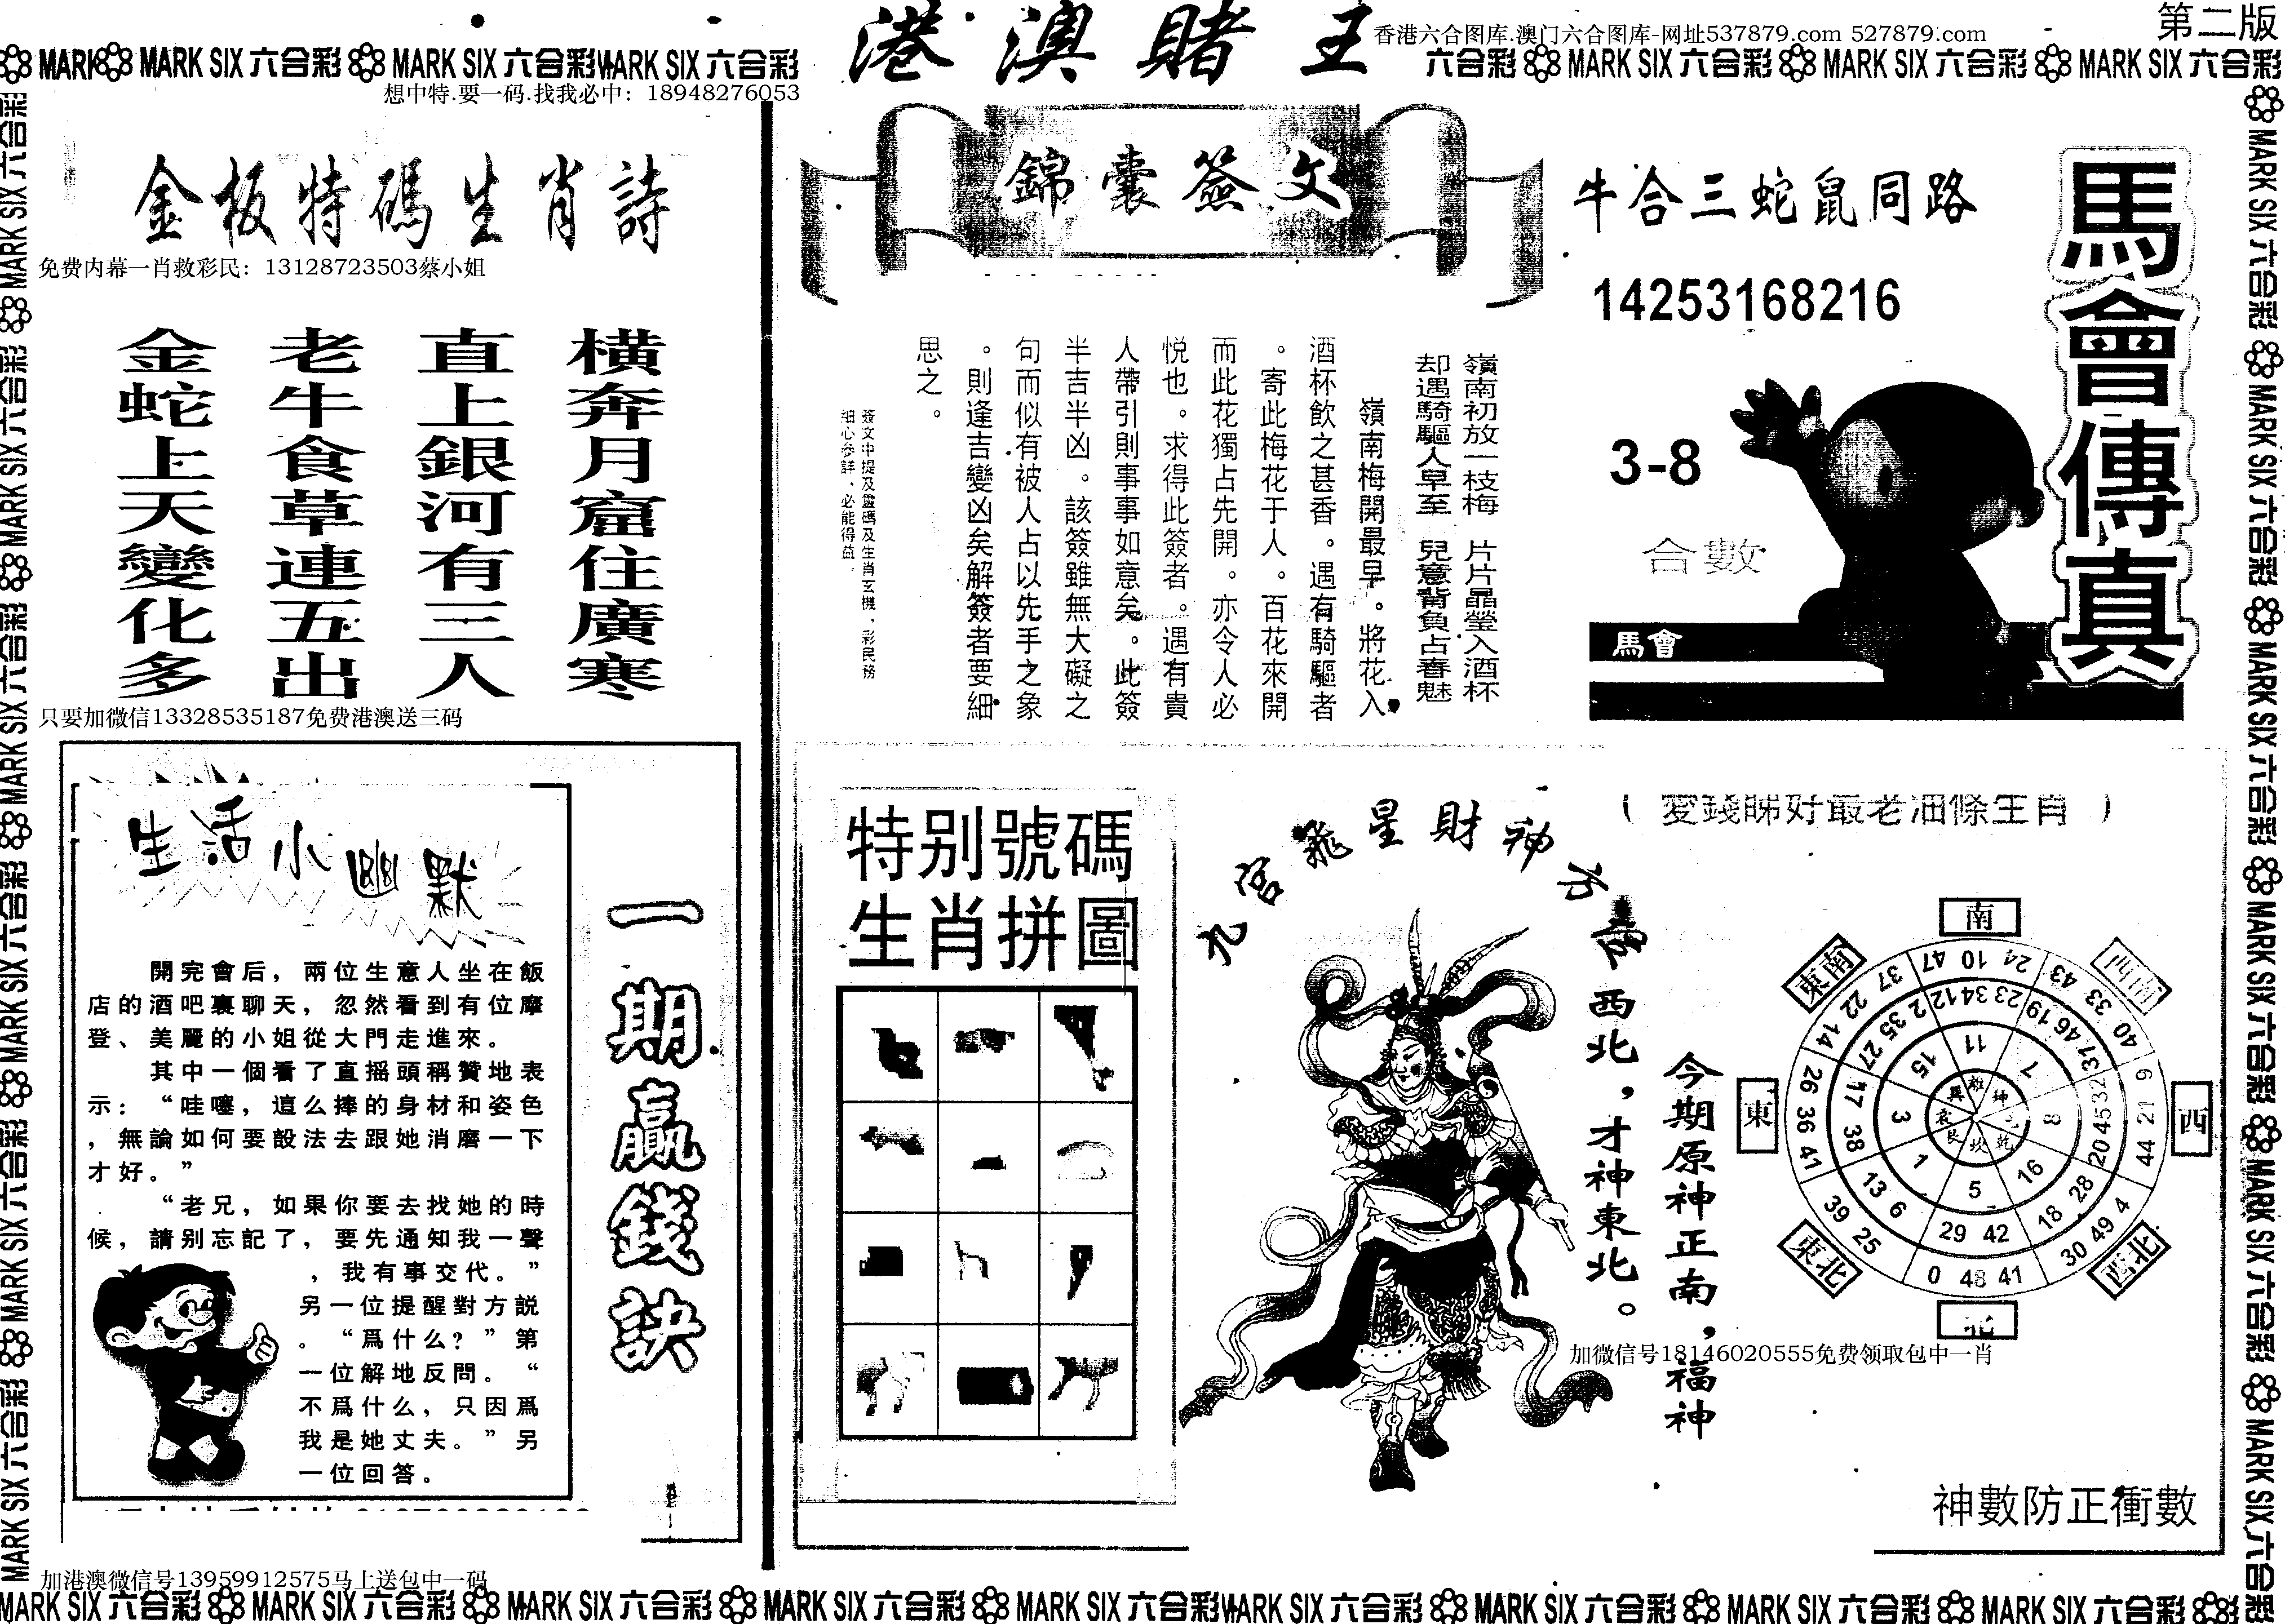 港澳賭王
香港六合图库.澳门六合图库-网址537879.com 527879.com
第二版
MARK SIX 六合彩 MARK SIX 六合彩 MARK SIX 六合彩
六合彩 MARK SIX 六合彩 MARK SIX 六合彩 MARK SIX 六合彩
想中特.要一码.找我必中：18948276053
金板特碼生肖詩
免费内幕一肖救彩民：13128723503蔡小姐
橫奔月窟住廣寒
直上銀河有三人
老牛食草連五出
金蛇上天變化多
只要加微信13328535187免费港澳送三码
錦囊簽文
嶺南初放一枝梅 片片晶瑩入酒杯
却遇騎驅人早至 兒意背負占春魁
嶺南梅開最早。將花入
酒杯飲之甚香。遇有騎驅者
。寄此梅花于人。百花來開
而此花獨占先開。亦令人必
悦也。求得此簽者。遇有貴
人帶引則事事如意矣。此簽
半吉半凶。該簽雖無大礙之
句而似有被人占以先手之象
。則逢吉變凶矣解簽者要細
思之。
簽文中提及靈碼及生肖玄機、彩民務
細心參詳、必能得益。
馬會傳真
牛合三蛇鼠同路
14253168216
3-8
合數
馬會
生活小幽默
開完會后，兩位生意人坐在飯
店的酒吧裏聊天，忽然看到有位摩
登、美麗的小姐從大門走進來。
其中一個看了直摇頭稱贊地表
示：“哇噻，這么捧的身材和姿色
，無論如何要設法去跟她消磨一下
才好。”
“老兄，如果你要去找她的時
候，請别忘記了，要先通知我一聲
，我有事交代。”
另一位提醒對方説
。“爲什么？”第
一位解地反問。“
不爲什么，只因爲
我是她丈夫。”另
一位回答。
一期贏錢訣
特别號碼
生肖拼圖
九宮飛星財神方
西北，才神東北。
今期原神正南，福神
（愛錢睇好最老油條生肖）
南
西南
西
西北
北
東北
東
東南
47 10 24
43 33 40
9 21 44
4 49 30
41 48 0
25 39
41 36 26
14 22 37
12 34 23
19 46 31
32 45 20
28 18
42 29
6 13
38 17
27 35 2
11
7
8
16
5
1
3
15
離 坤 乾 坎 艮
加微信号18146020555免费领取包中一肖
神數防正衝數
加港澳微信号13959912575马上送包中一码
MARK SIX 六合彩 MARK SIX 六合彩 MARK SIX 六合彩 MARK SIX 六合彩 MARK SIX 六合彩 MARK SIX 六合彩 MARK SIX 六合彩 MARK SIX 六合彩